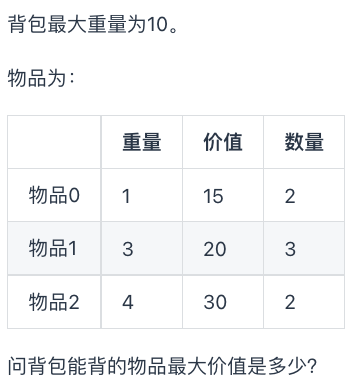 背包最大重量为10。
物品为：
重量 价值 数量
物品0 1 15 2
物品1 3 20 3
物品2 4 30 2
问背包能背的物品最大价值是多少？